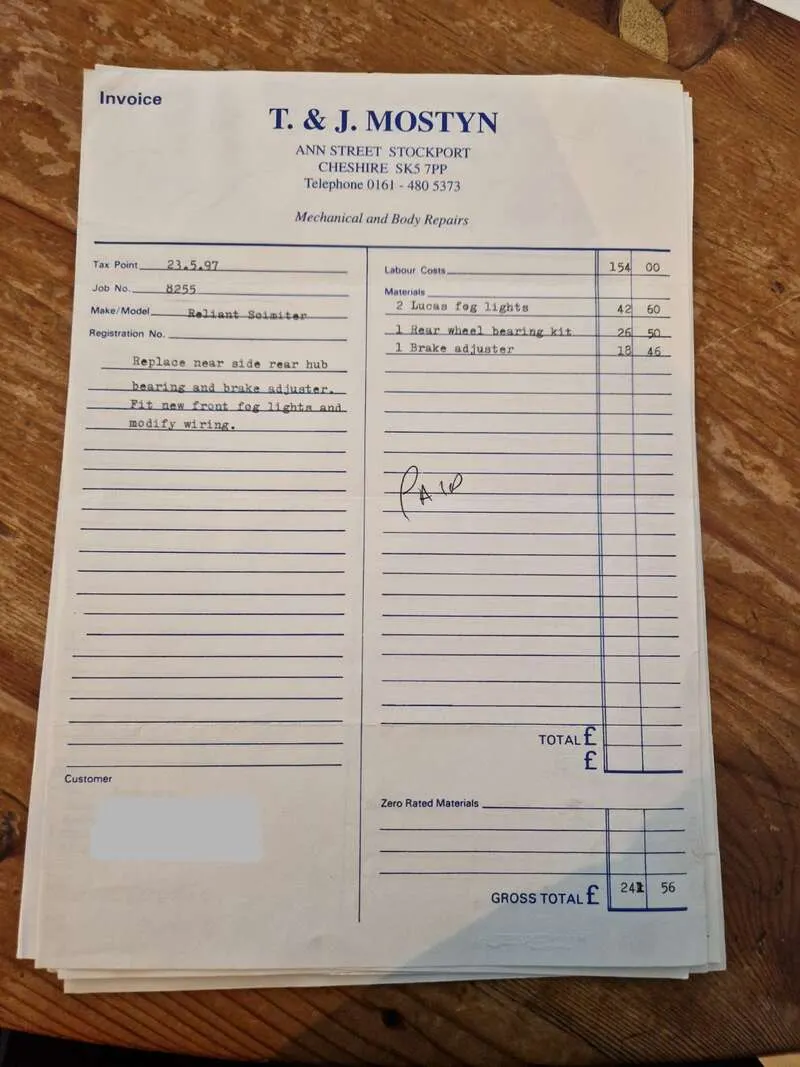 Invoice
T. & J. MOSTYN
ANN STREET STOCKPORT
CHESHIRE SK5 7PP
Telephone 0161 - 480 5373
Mechanical and Body Repairs
Tax Point 23.5.97
Job No. 8255
Make/Model Reliant Scimiter
Registration No.
Replace near side rear hub
bearing and brake adjuster.
Fit new front fog lights and
modify wiring.
Customer
Labour Costs 154 00
Materials
2 Lucas fog lights 42 60
1 Rear wheel bearing kit 26 50
1 Brake adjuster 18 46
PAID
TOTAL £
£
Zero Rated Materials
GROSS TOTAL £ 241 56